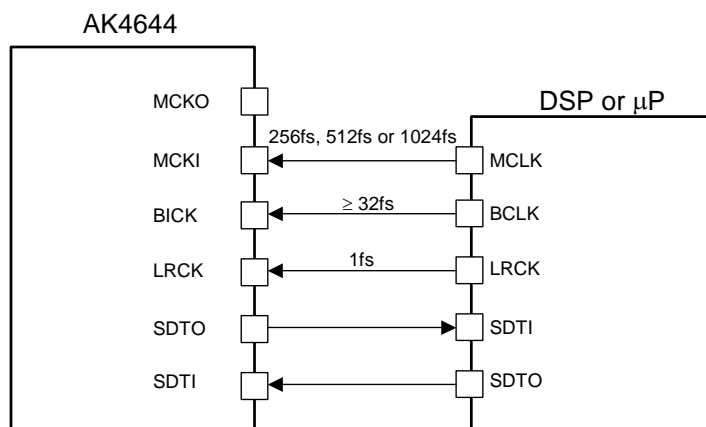 AK4644
DSP or μP
MCKO
256fs, 512fs or 1024fs
MCKI
MCLK
≥ 32fs
BICK
BCLK
1fs
LRCK
LRCK
SDTO
SDTI
SDTI
SDTO